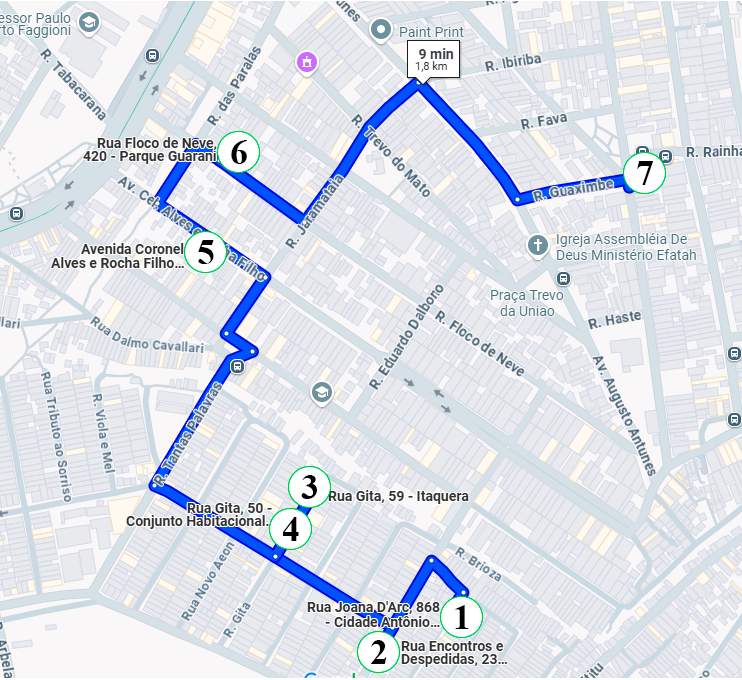 essor Paulo
rto Faggioni
R. Tabacarana
R. das Paralas
Paint Print
9 min
1,8 km
R. Ibiriba
R. Fava
R. Trevo do Mato
R. Rainha
Rua Floco de Neve,
420 - Parque Guarani
6
7
R. Guaximbe
Av. Cel. Alves e Rocha Filho
R. Jaramataia
Avenida Coronel
Alves e Rocha Filho...
5
Igreja Assembléia De
Deus Ministério Efatah
Praça Trevo
da Uniao
R. Haste
R. Eduardo Dalbono
R. Floco de Neve
Av. Augusto Antunes
allari
Rua Dalmo Cavallari
Rua Tributo ao Sorriso
R. Viola e Mel
R. Tantas Palavras
3
Rua Gita, 59 - Itaquera
Rua Gita, 50 -
Conjunto Habitacional...
4
Rua Novo Aeon
R. Gita
R. Brioza
Rua Joana D'Arc, 868
- Cidade Antônio...
1
2
Rua Encontros e
Despedidas, 23...
R. Arbela